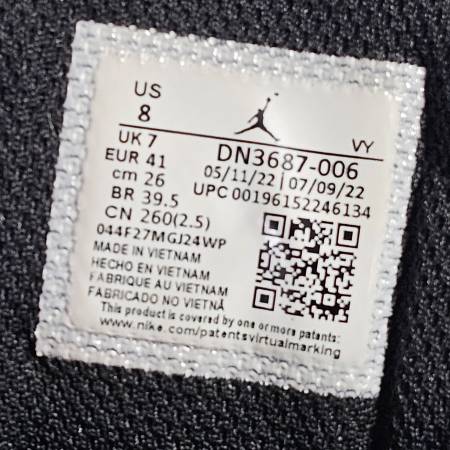 US
8
VY
UK 7
DN3687-006
EUR 41
05/11/22 | 07/09/22
cm 26
UPC 00196152246134
BR 39.5
CN 260(2.5)
044F27MGJ24WP
MADE IN VIETNAM
HECHO EN VIETNAM
FABRIQUE AU VIETNAM
FABRICADO NO VIETNÃ
This product is covered by one or more patents:
www.nike.com/patentsvirtualmarking